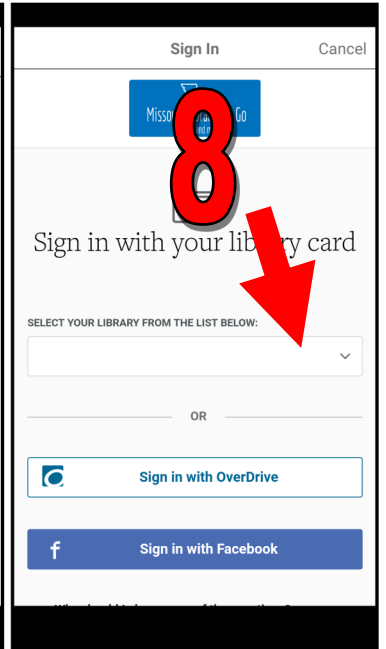 Sign In
Cancel
8
Go
Sign in with your library card
SELECT YOUR LIBRARY FROM THE LIST BELOW:
OR
Sign in with OverDrive
f
Sign in with Facebook